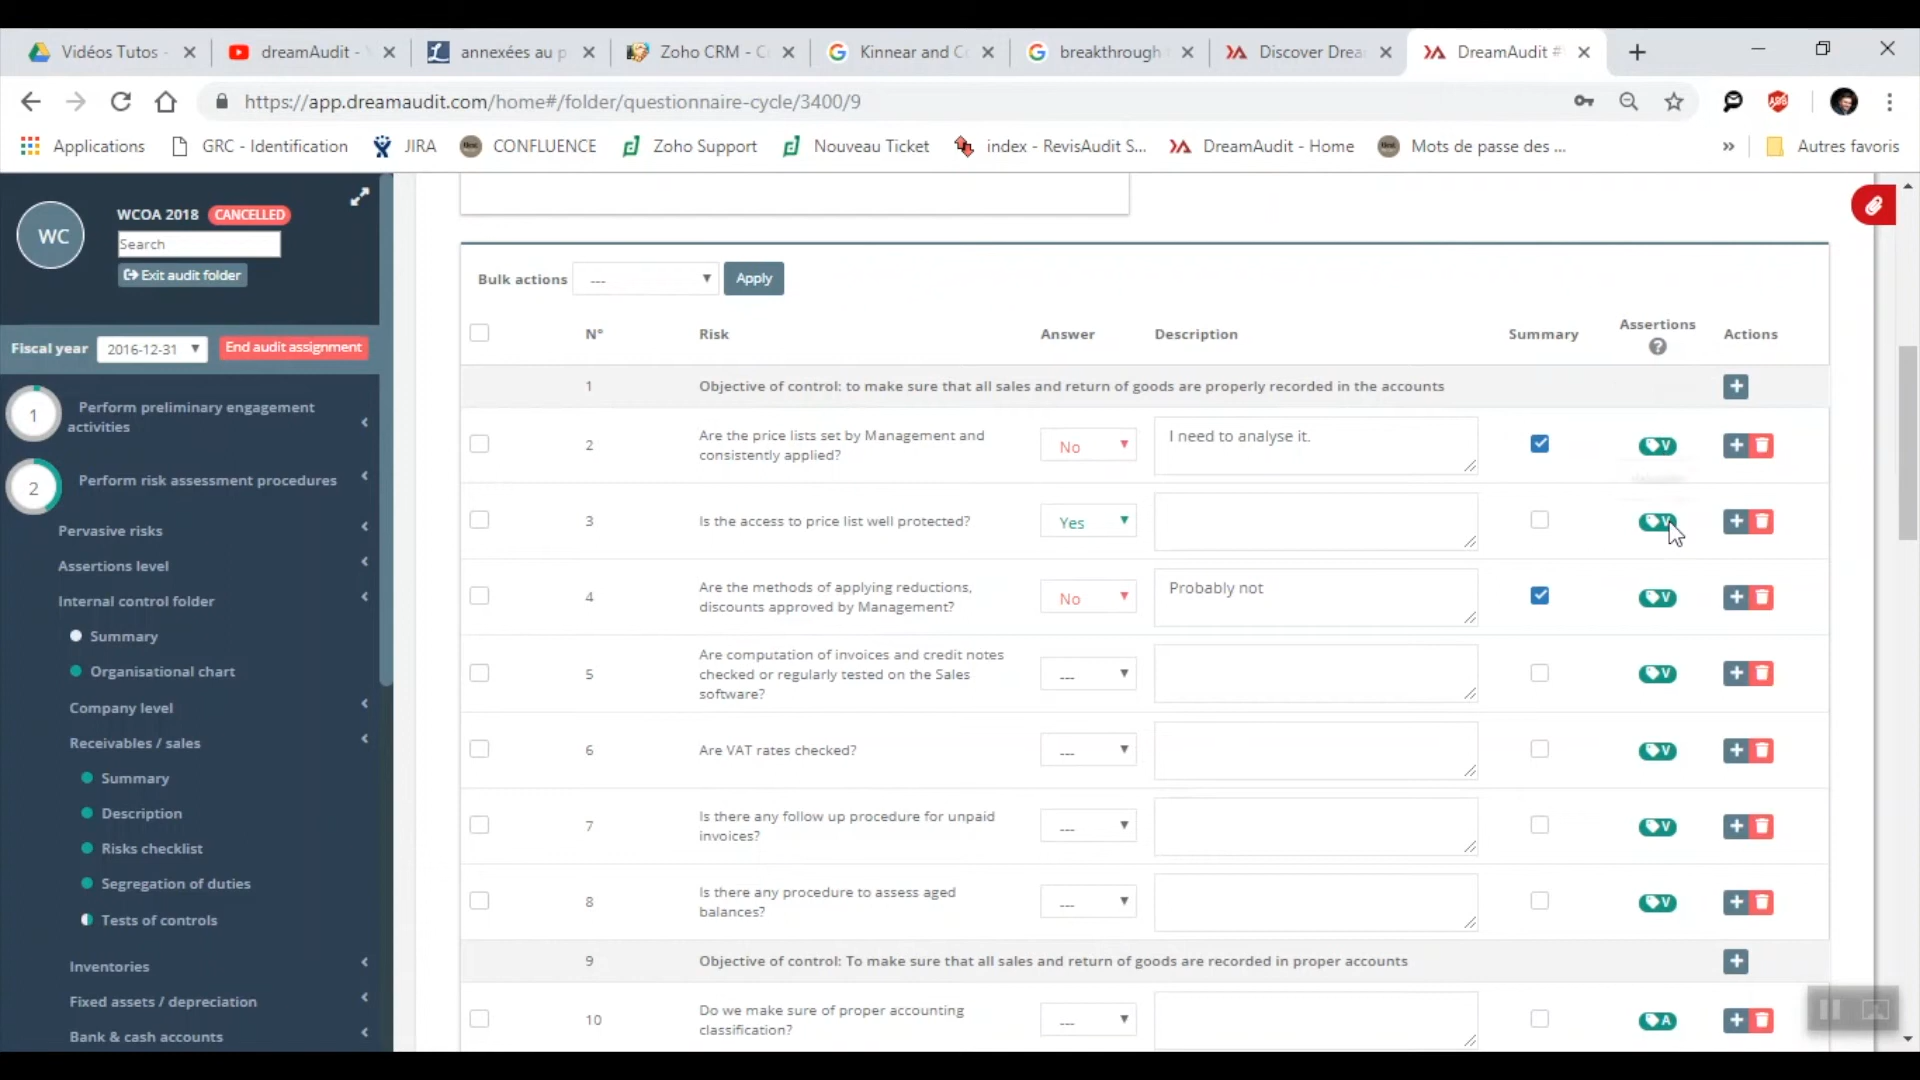 Vidéos Tutos -
dreamAudit -
annexées au p
Zoho CRM - C
Kinnear and Co
breakthrough
Discover Drea
DreamAudit #
https://app.dreamaudit.com/home#/folder/questionnaire-cycle/3400/9
Applications
GRC - Identification
JIRA
CONFLUENCE
Zoho Support
Nouveau Ticket
index - RevisAudit S...
DreamAudit - Home
Mots de passe des ...
»
Autres favoris
WC
WCOA 2018 CANCELLED
Search
Exit audit folder
Fiscal year 2016-12-31 End audit assignment
1 Perform preliminary engagement
activities
2 Perform risk assessment procedures
Pervasive risks
Assertions level
Internal control folder
Summary
Organisational chart
Company level
Receivables / sales
Summary
Description
Risks checklist
Segregation of duties
Tests of controls
Inventories
Fixed assets / depreciation
Bank & cash accounts
Bulk actions --- Apply
N° Risk Answer Description Summary Assertions Actions
1 Objective of control: to make sure that all sales and return of goods are properly recorded in the accounts
2 Are the price lists set by Management and
consistently applied? No I need to analyse it. V
3 Is the access to price list well protected? Yes V
4 Are the methods of applying reductions,
discounts approved by Management? No Probably not V
5 Are computation of invoices and credit notes
checked or regularly tested on the Sales
software? --- V
6 Are VAT rates checked? --- V
7 Is there any follow up procedure for unpaid
invoices? --- V
8 Is there any procedure to assess aged
balances? --- V
9 Objective of control: To make sure that all sales and return of goods are recorded in proper accounts
10 Do we make sure of proper accounting
classification? --- A